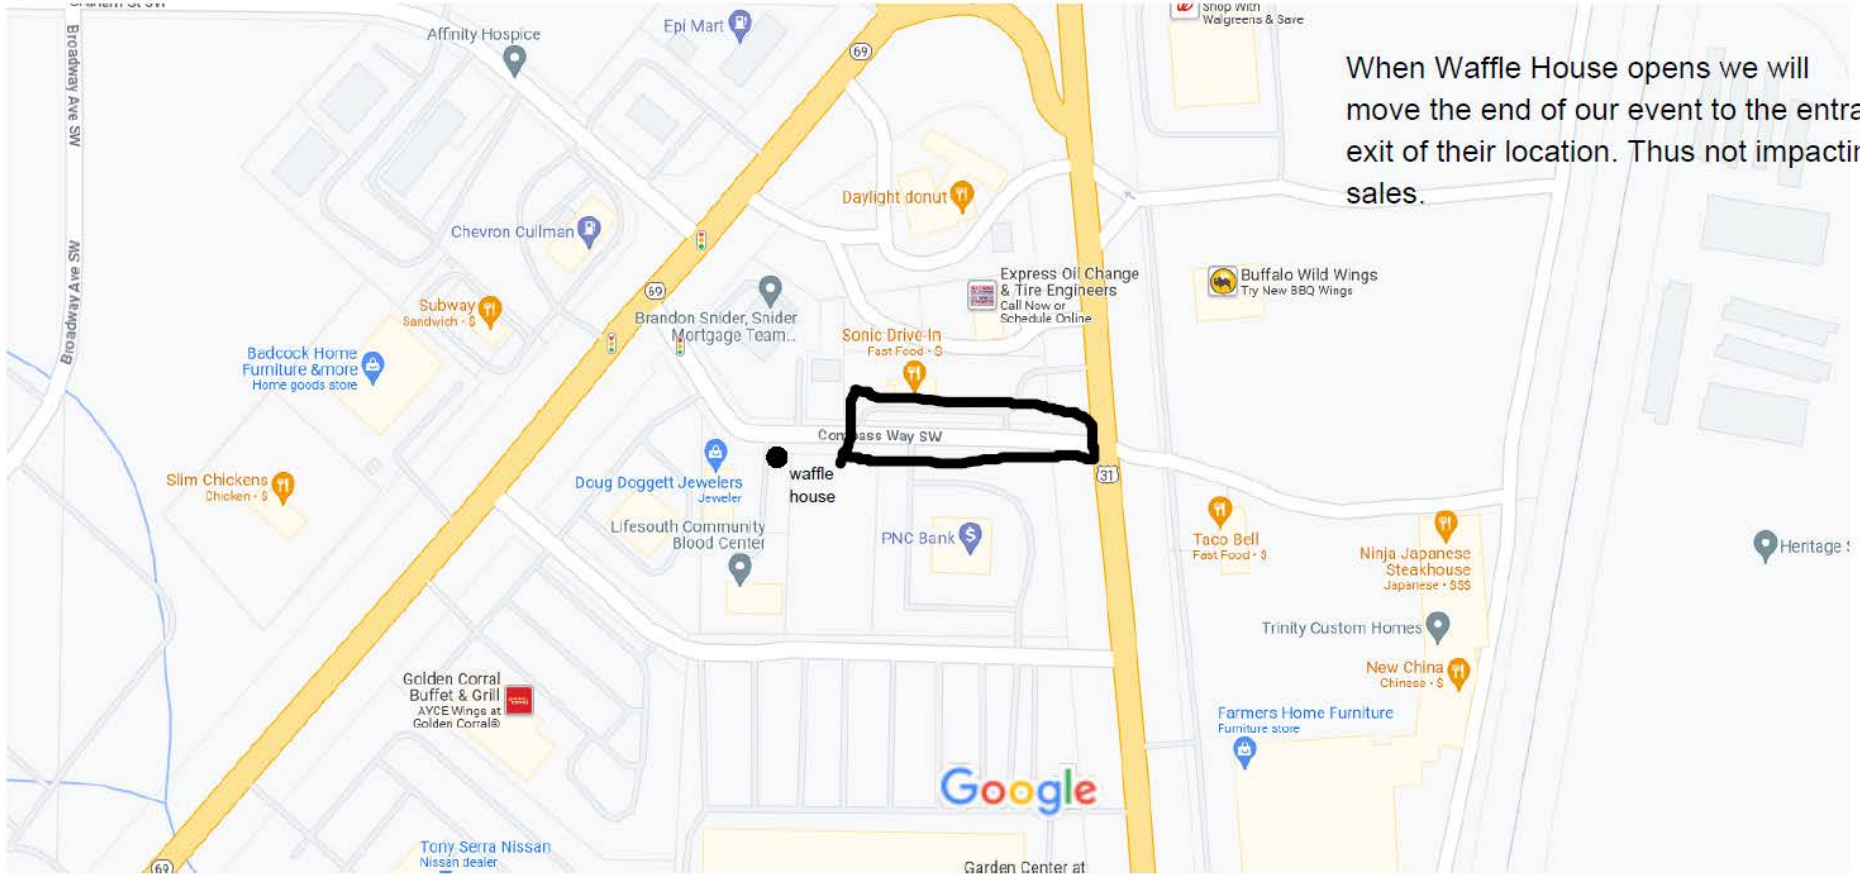 Broadway Ave SW
Affinity Hospice
Epi Mart
69
Shop With
Walgreens & Save
When Waffle House opens we will
move the end of our event to the
exit of their location. Thus not
sales.
Daylight donut
Chevron Cullman
Broadway Ave SW
69
Express Oil Change
& Tire Engineers
Call Now or
Schedule Online
Buffalo Wild Wings
Try New BBQ Wings
Subway
Sandwich · $
Brandon Snider, Snider
Mortgage Team...
Sonic Drive-In
Fast Food · $
Badcock Home
Furniture &more
Home goods store
Compass Way SW
31
Slim Chickens
Chicken · $
Doug Doggett Jewelers
Jeweler
waffle
house
Lifesouth Community
Blood Center
PNC Bank
Taco Bell
Fast Food · $
Ninja Japanese
Steakhouse
Japanese · $$$
Heritage
Trinity Custom Homes
New China
Chinese · $
Golden Corral
Buffet & Grill
AYCE Wings at
Golden Corral®
Farmers Home Furniture
Furniture store
Google
Tony Serra Nissan
Nissan dealer
69
Garden Center at